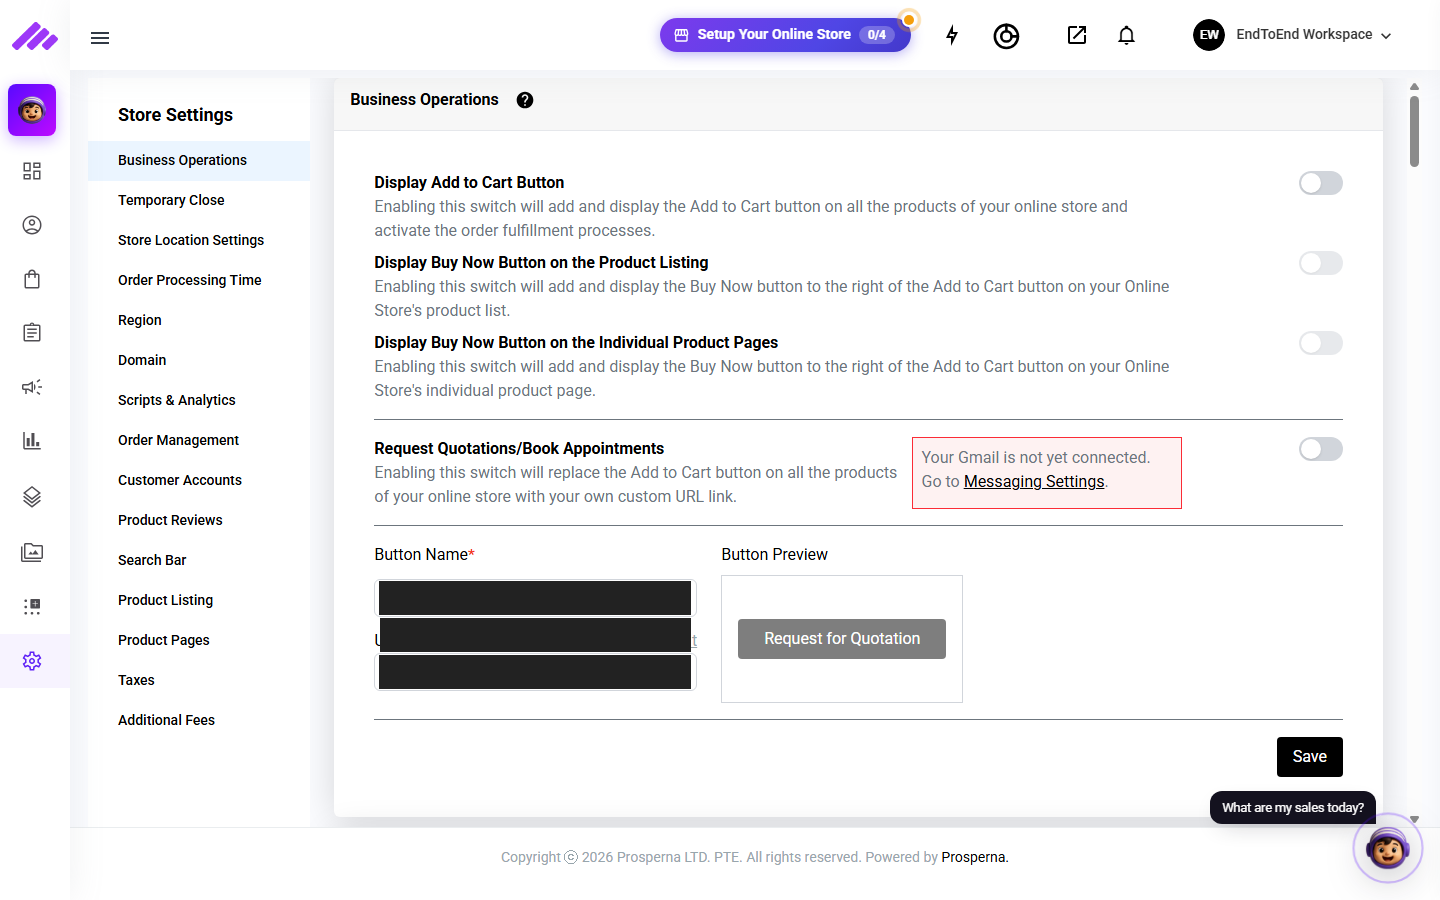 Setup Your Online Store 0/4
EW EndToEnd Workspace
Store Settings
Business Operations
Temporary Close
Store Location Settings
Order Processing Time
Region
Domain
Scripts & Analytics
Order Management
Customer Accounts
Product Reviews
Search Bar
Product Listing
Product Pages
Taxes
Additional Fees
Business Operations
Display Add to Cart Button
Enabling this switch will add and display the Add to Cart button on all the products of your online store and
activate the order fulfillment processes.
Display Buy Now Button on the Product Listing
Enabling this switch will add and display the Buy Now button to the right of the Add to Cart button on your Online
Store's product list.
Display Buy Now Button on the Individual Product Pages
Enabling this switch will add and display the Buy Now button to the right of the Add to Cart button on your Online
Store's individual product page.
Request Quotations/Book Appointments
Enabling this switch will replace the Add to Cart button on all the products
of your online store with your own custom URL link.
Your Gmail is not yet connected.
Go to Messaging Settings.
Button Name*
Button Preview
Request for Quotation
Save
What are my sales today?
Copyright © 2026 Prosperna LTD. PTE. All rights reserved. Powered by Prosperna.